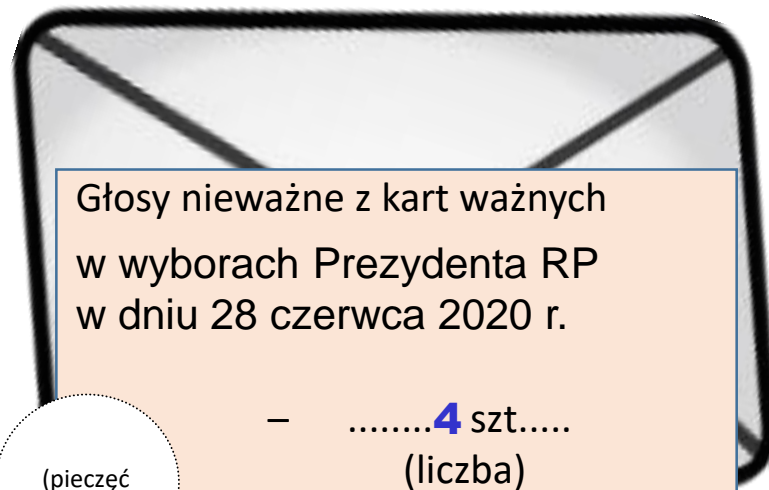 Głosy nieważne z kart ważnych
w wyborach Prezydenta RP
w dniu 28 czerwca 2020 r.
– ........4 szt.....
(liczba)
(pieczęć